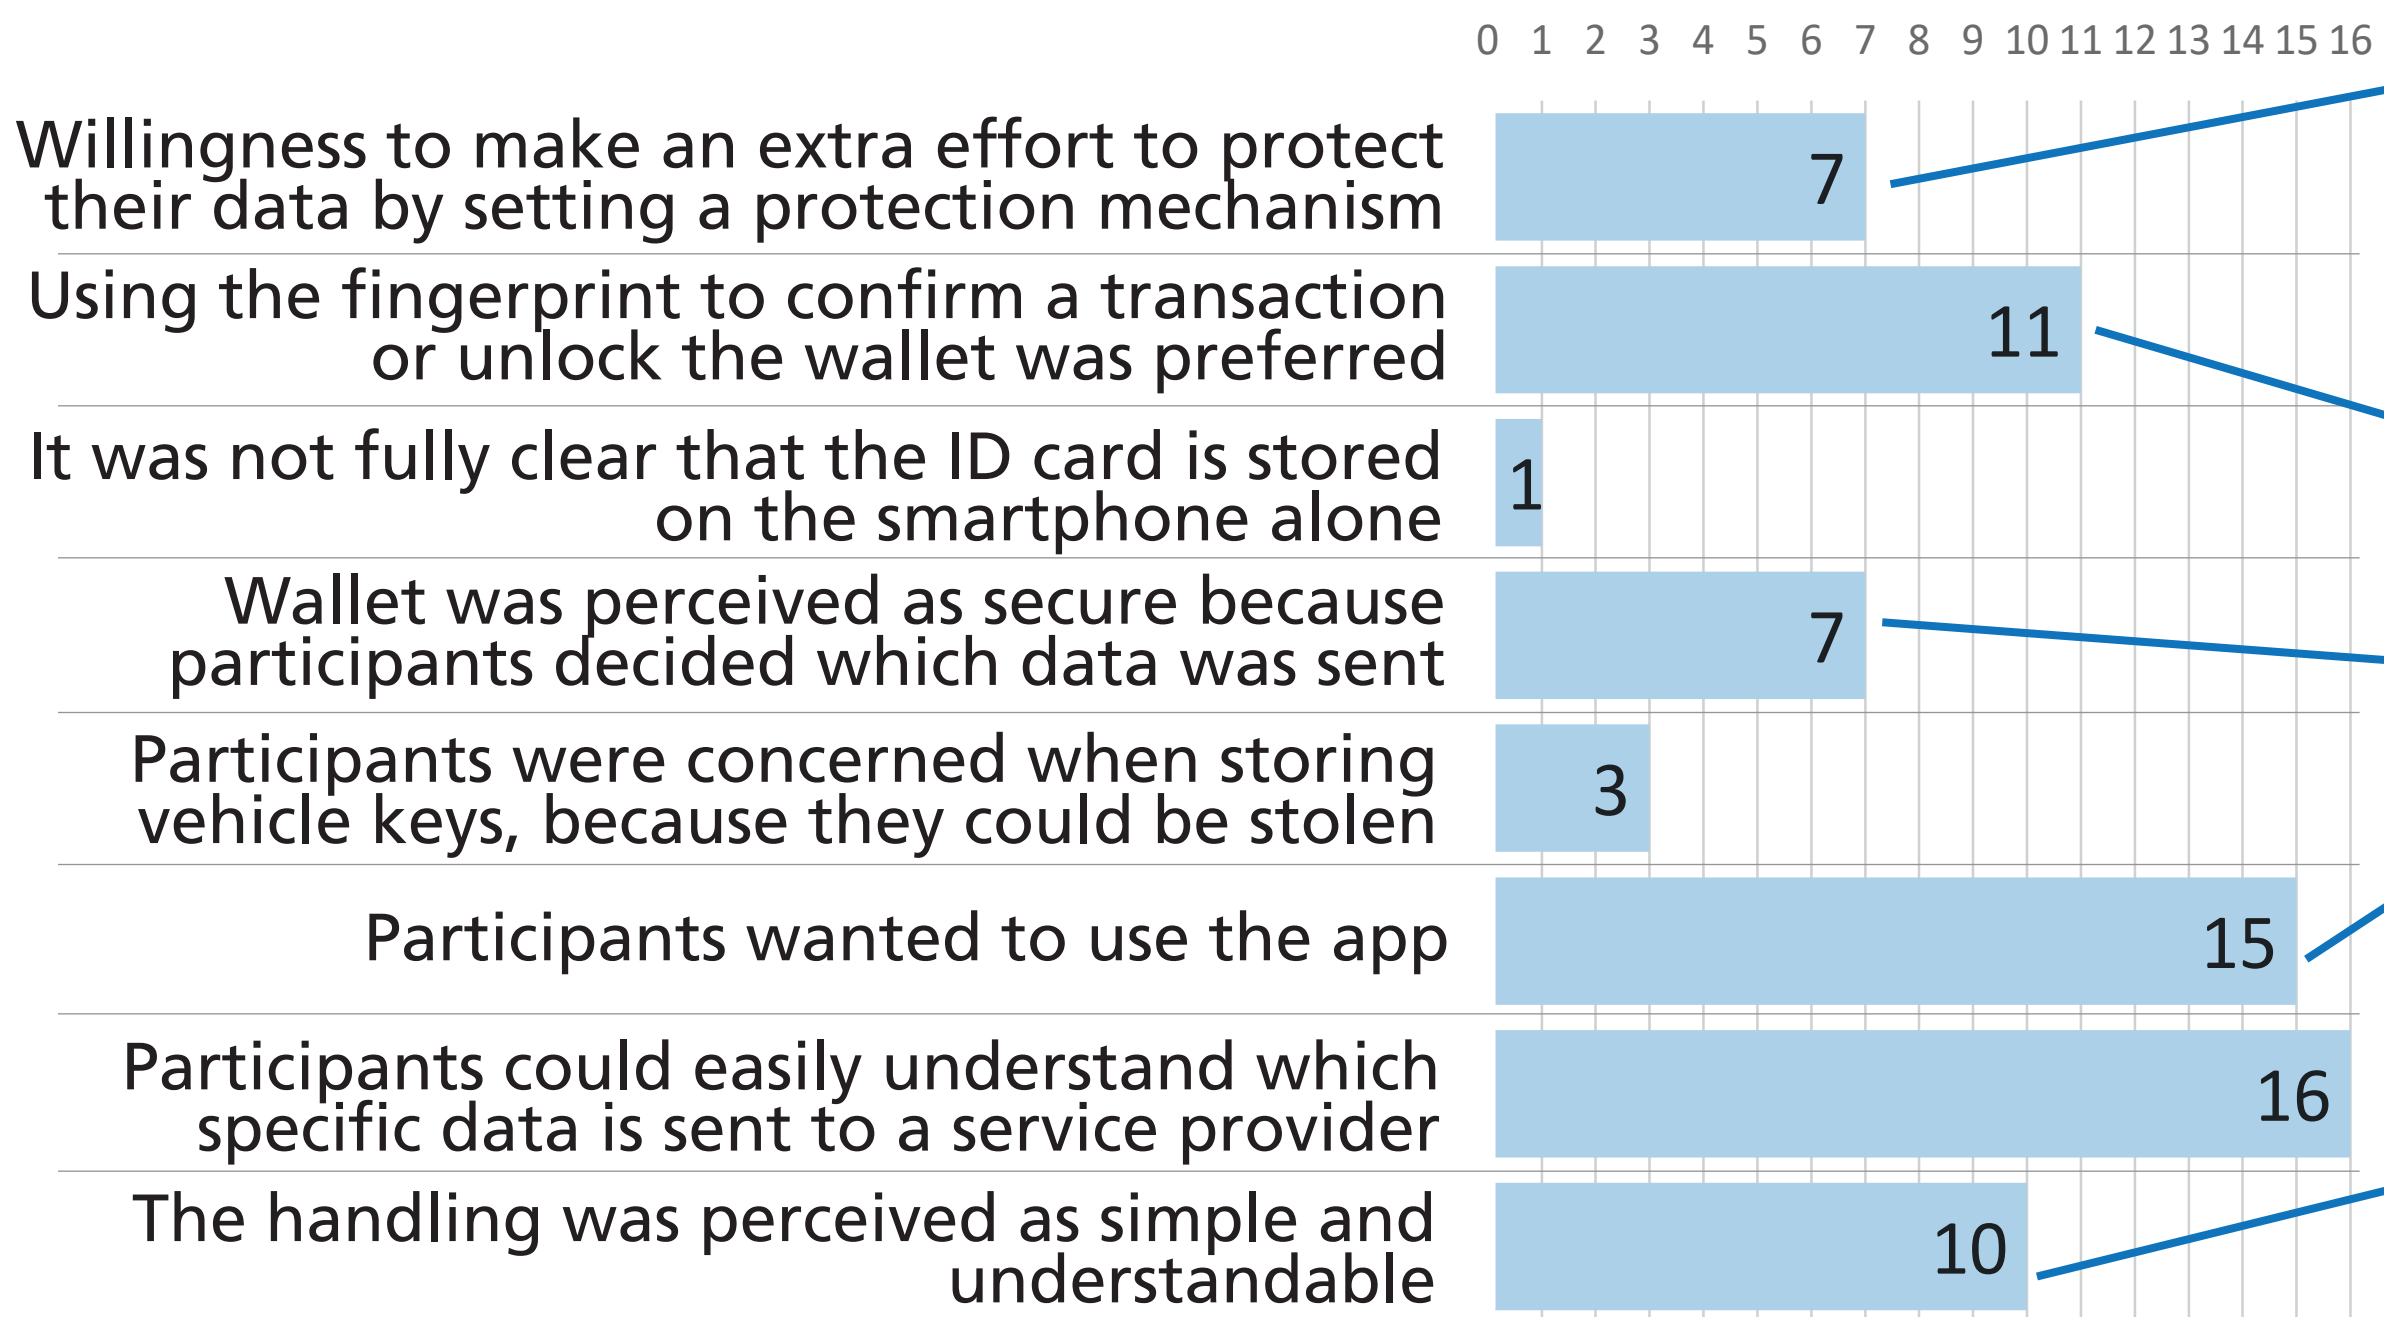 0 1 2 3 4 5 6 7 8 9 10 11 12 13 14 15 16
Willingness to make an extra effort to protect
their data by setting a protection mechanism
7
Using the fingerprint to confirm a transaction
or unlock the wallet was preferred
11
It was not fully clear that the ID card is stored
on the smartphone alone
1
Wallet was perceived as secure because
participants decided which data was sent
7
Participants were concerned when storing
vehicle keys, because they could be stolen
3
Participants wanted to use the app
15
Participants could easily understand which
specific data is sent to a service provider
16
The handling was perceived as simple and
understandable
10